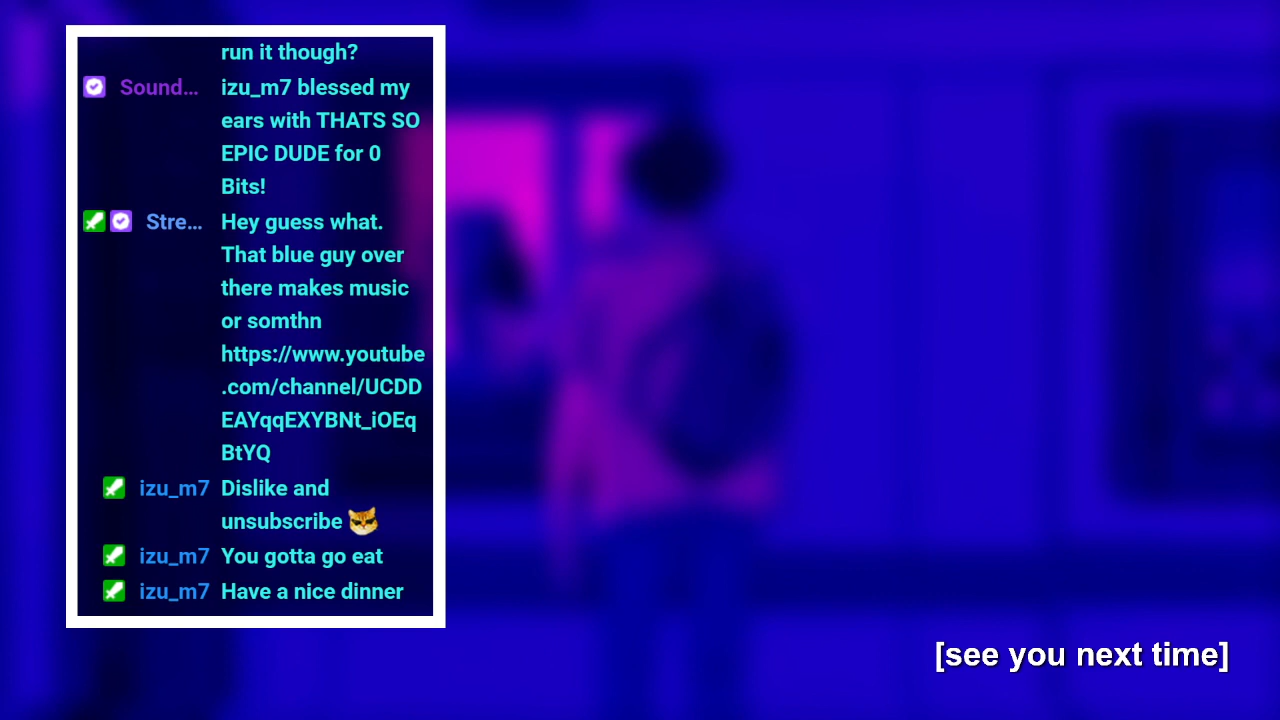 run it though?
Sound... izu_m7 blessed my
ears with THATS SO
EPIC DUDE for 0
Bits!
Stre... Hey guess what.
That blue guy over
there makes music
or somthn
https://www.youtube
.com/channel/UCDD
EAYqqEXYBNt_iOEq
BtYQ
izu_m7 Dislike and
unsubscribe
izu_m7 You gotta go eat
izu_m7 Have a nice dinner
[see you next time]